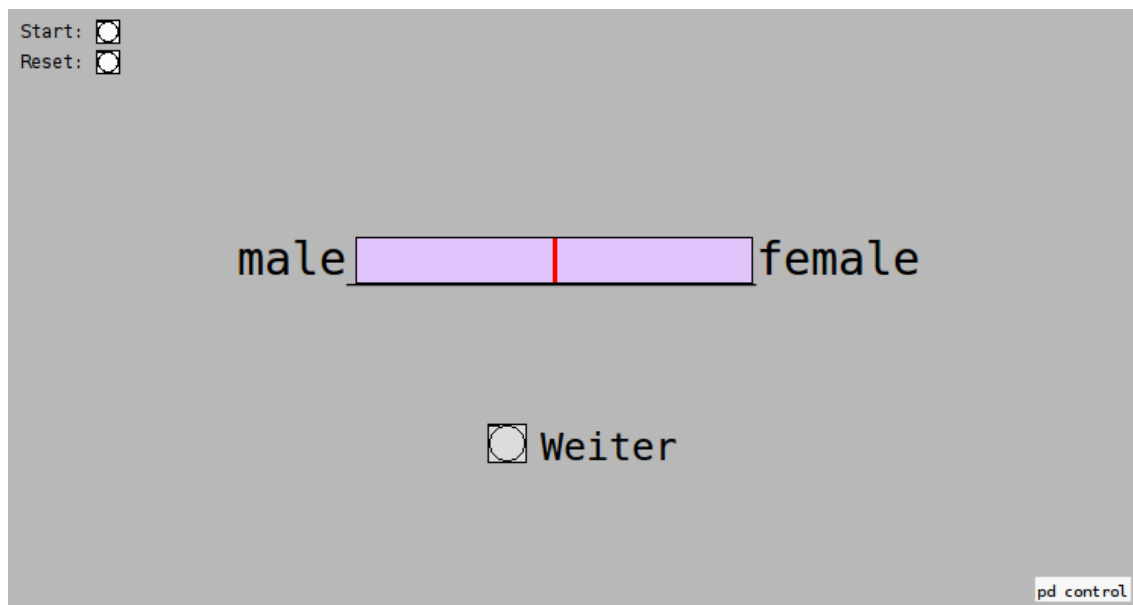 Start:
Reset:
male female
Weiter
pd control